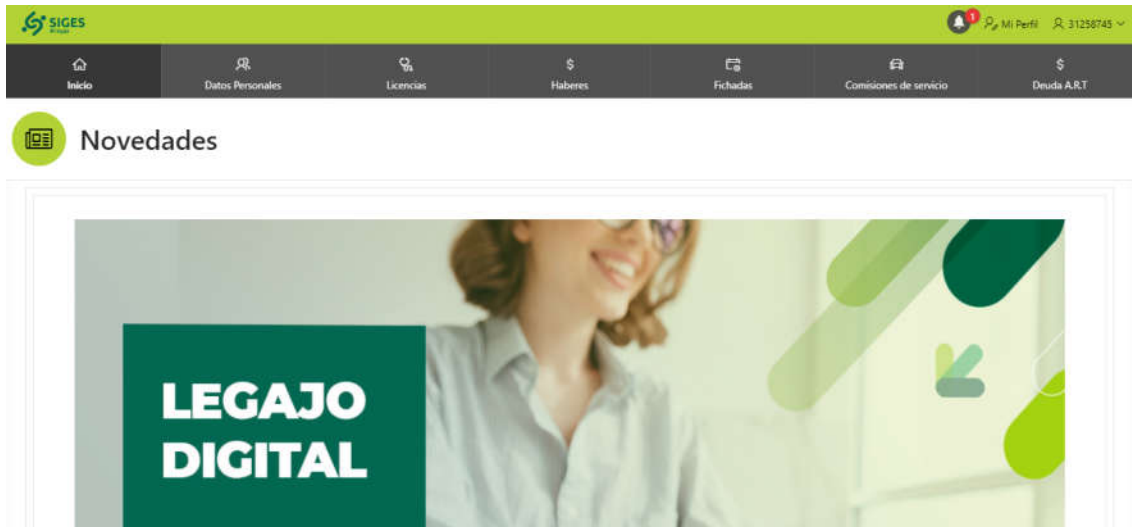 SIGES
1
Mi Perfil
31258745
Inicio
Datos Personales
Licencias
Haberes
Fichadas
Comisiones de servicio
Deuda A.R.T
Novedades
LEGAJO
DIGITAL